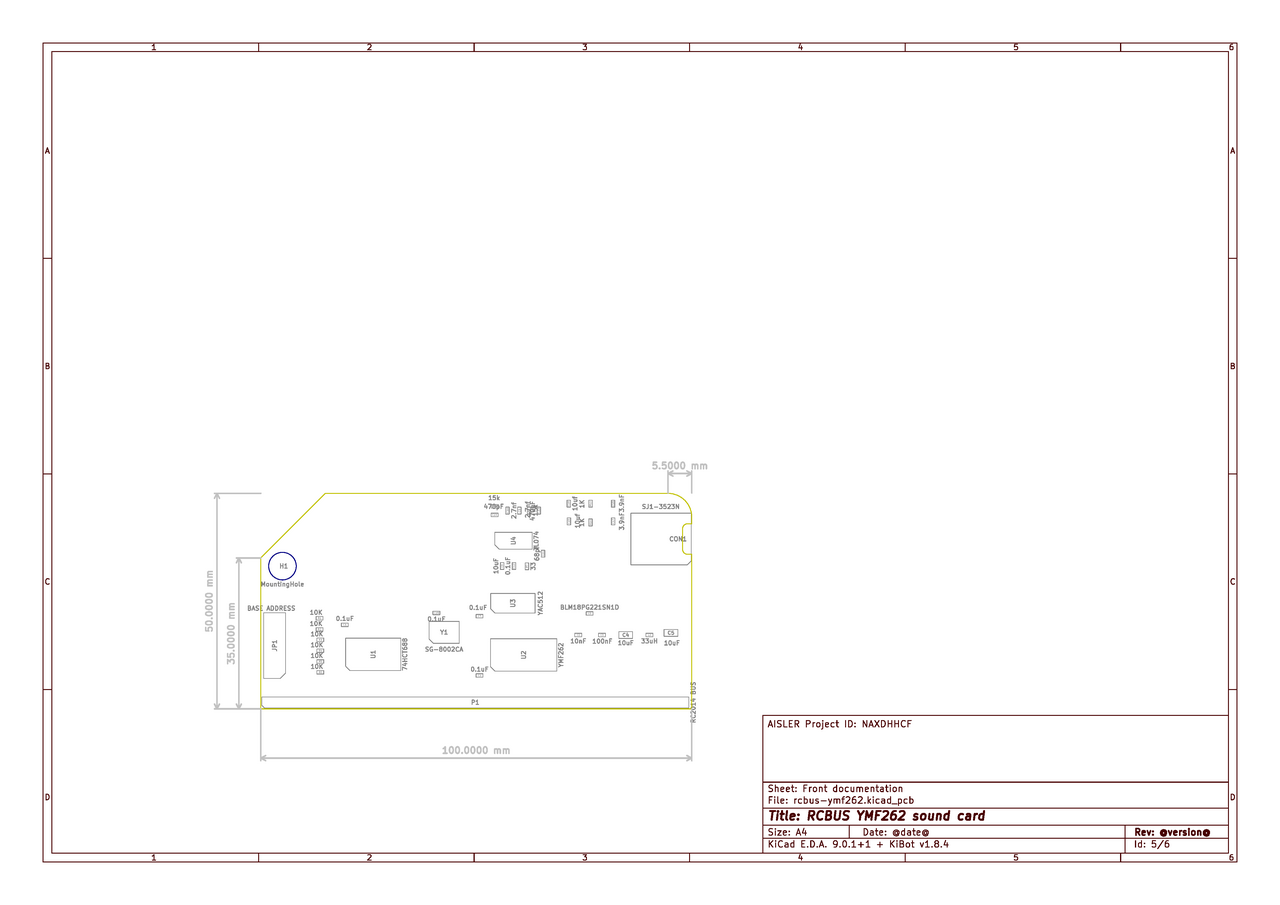 1 2 3 4 5 6
A A
B B
C C
D D
5.5000 mm
50.0000 mm
35.0000 mm
100.0000 mm
15k
470pF
2.7nf
10uf
1K
3.9nF
SJ1-3523N
10uf
1K
3.9nF
U4
CON1
H1
MountingHole
10uF
0.1uF
33
BASE ADDRESS
10K
0.1uF
0.1uF
0.1uF
U3
YAC512
BLM18PG221SN1D
10K
10K
10K
10K
10K
JP1
U1
74HCT688
Y1
SG-8002CA
U2
YMF262
10nF
100nF
C4
10uF
33uH
C5
10uF
0.1uF
P1
RC2014 BUS
AISLER Project ID: NAXDHHCF
Sheet: Front documentation
File: rcbus-ymf262.kicad_pcb
Title: RCBUS YMF262 sound card
Size: A4 Date: @date@ Rev: @version@
KiCad E.D.A. 9.0.1+1 + KiBot v1.8.4 Id: 5/6
1 2 3 4 5 6